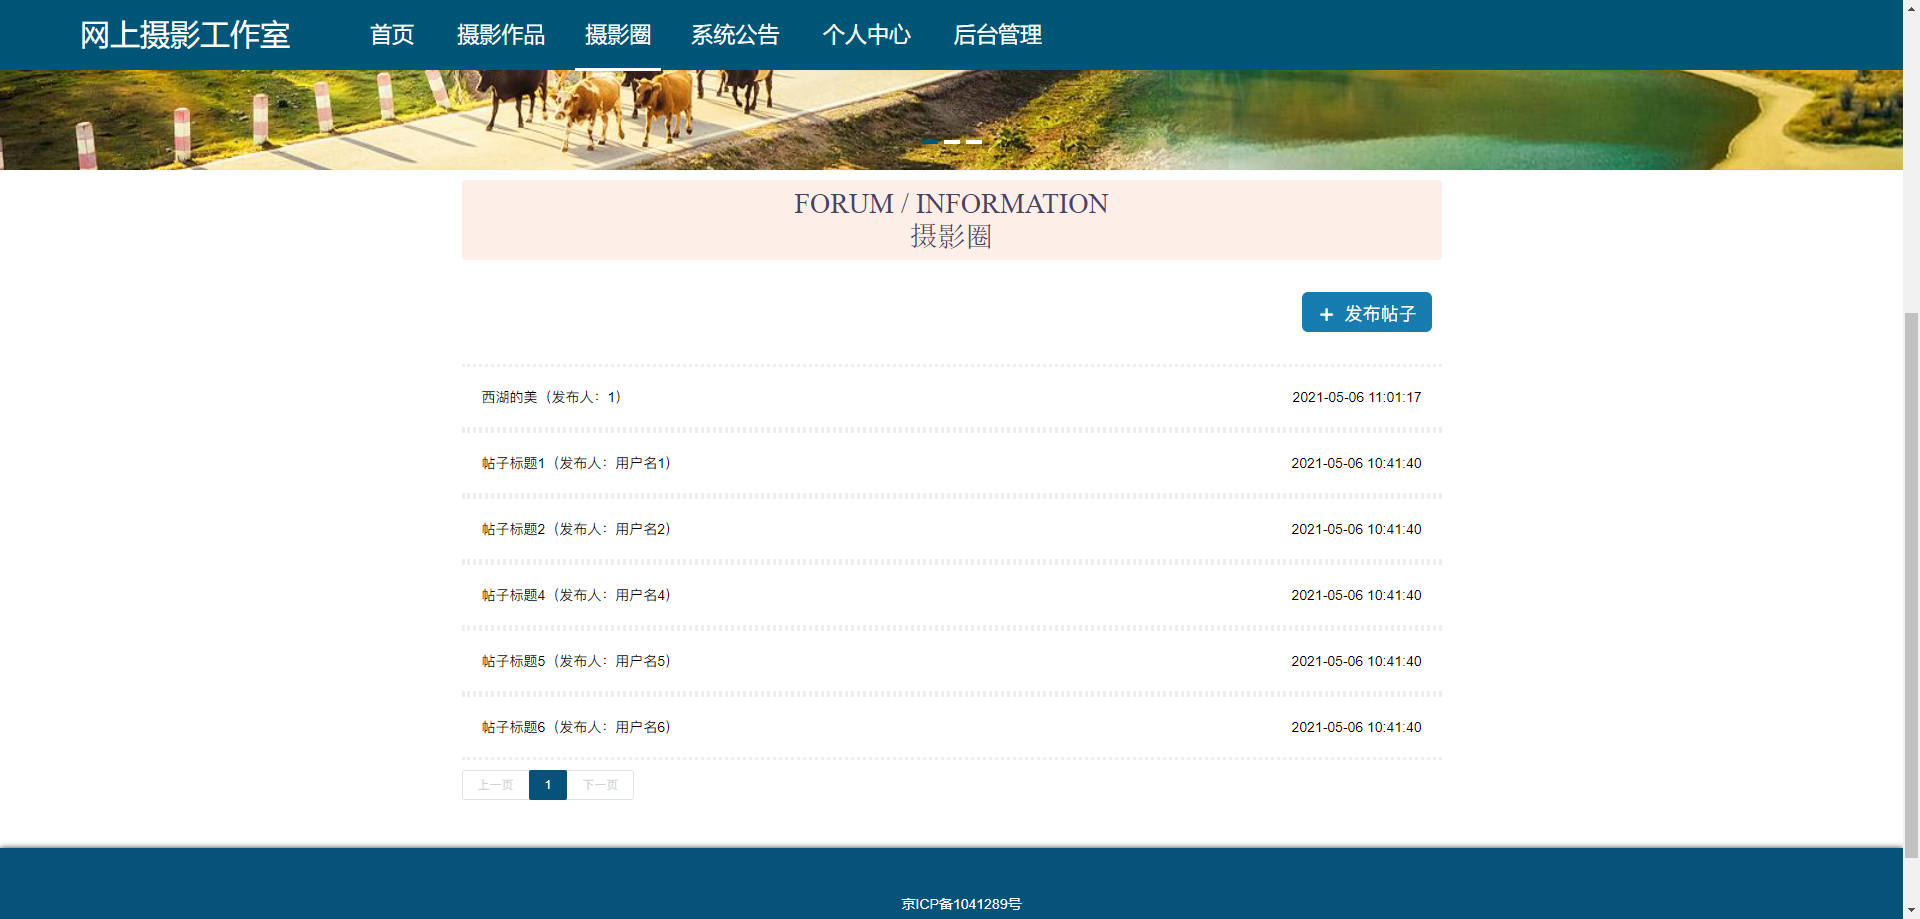 网上摄影工作室 首页 摄影作品 摄影圈 系统公告 个人中心 后台管理
FORUM / INFORMATION
摄影圈
+ 发布帖子
西湖的美（发布人：1） 2021-05-06 11:01:17
帖子标题1（发布人：用户名1） 2021-05-06 10:41:40
帖子标题2（发布人：用户名2） 2021-05-06 10:41:40
帖子标题4（发布人：用户名4） 2021-05-06 10:41:40
帖子标题5（发布人：用户名5） 2021-05-06 10:41:40
帖子标题6（发布人：用户名6） 2021-05-06 10:41:40
上一页 1 下一页
京ICP备1041289号